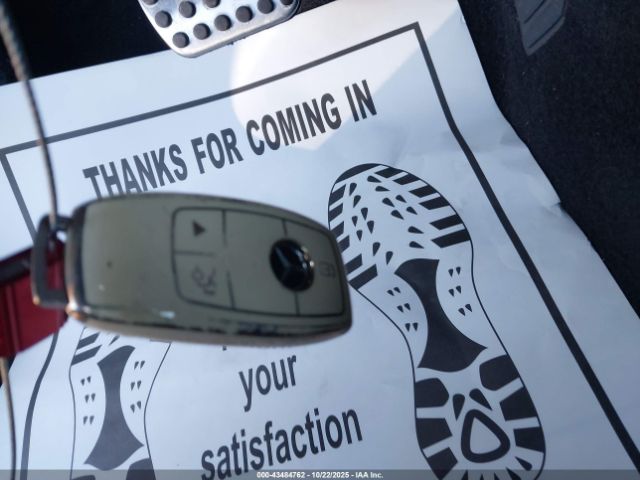 THANKS FOR COMING IN
your
satisfaction
000-43484762 - 10/22/2025 - IAA Inc.